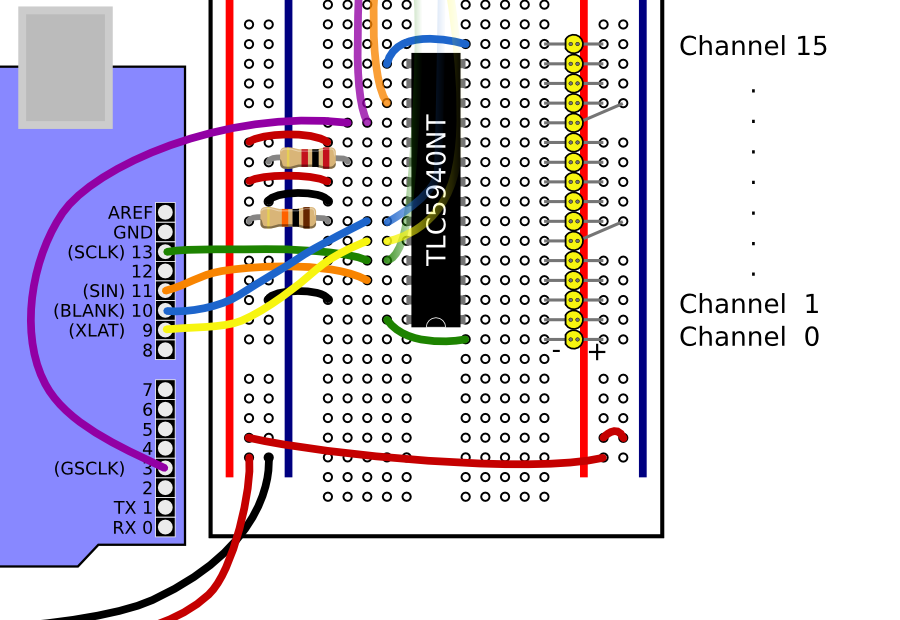 AREF
GND
(SCLK) 13
12
(SIN) 11
(BLANK) 10
(XLAT) 9
8
7
6
5
4
(GSCLK) 3
2
TX 1
RX 0
TLC5940NT
- +
Channel 15
.
.
.
.
.
.
.
Channel 1
Channel 0